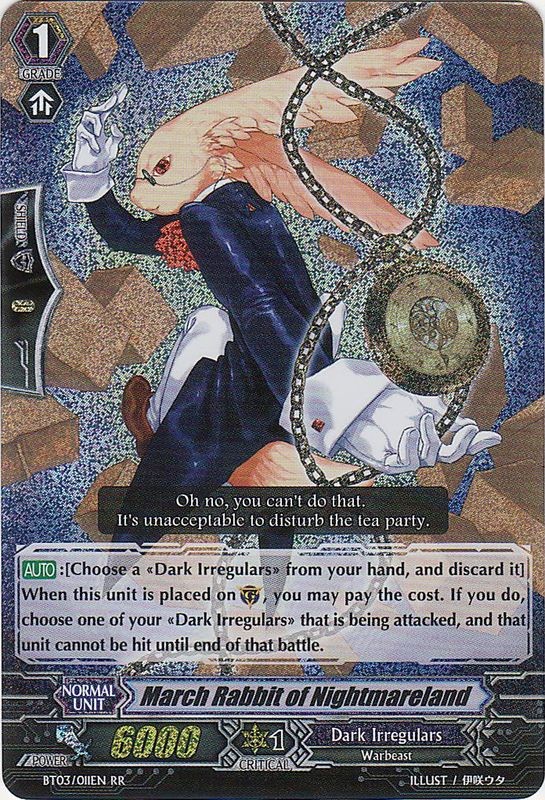 1
GRADE
SHIELD
0
Oh no, you can't do that.
It's unacceptable to disturb the tea party.
AUTO:[Choose a «Dark Irregulars» from your hand, and discard it]
When this unit is placed on G, you may pay the cost. If you do,
choose one of your «Dark Irregulars» that is being attacked, and that
unit cannot be hit until end of that battle.
NORMAL
UNIT
March Rabbit of Nightmareland
POWER
6000
1
CRITICAL
Dark Irregulars
Warbeast
BT03/011EN RR
ILLUST / 伊咲ウタ